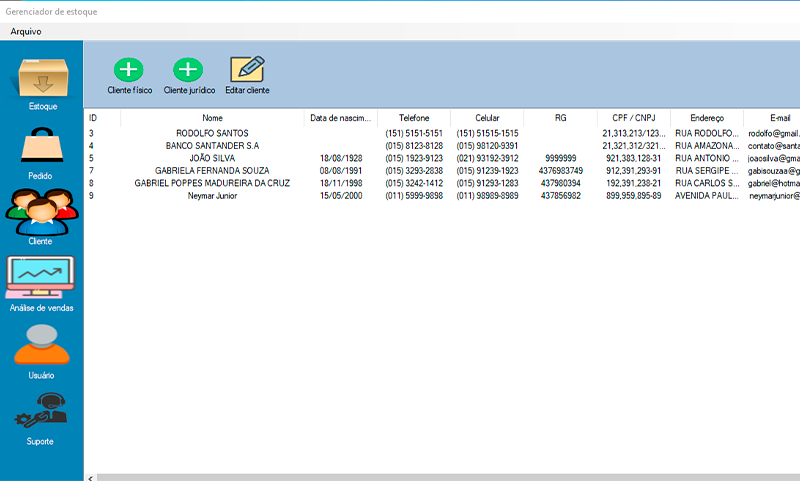 Gerenciador de estoque
Arquivo
Estoque
Pedido
Cliente
Análise de vendas
Usuário
Suporte
Cliente físico Cliente jurídico Editar cliente
ID Nome Data de nascim... Telefone Celular RG CPF / CNPJ Endereço E-mail
3 RODOLFO SANTOS (151) 5151-5151 (151) 51515-1515 21,313,213/123... RUA RODOLFO... rodolfo@gmail.
4 BANCO SANTANDER S.A (015) 8123-8128 (015) 98120-9391 21,321,312/321... RUA AMAZONA... contato@santa
5 JOÃO SILVA 18/08/1928 (015) 1923-9123 (021) 93192-3912 9999999 921,383,128-31 RUA ANTONIO ... joaosilva@gma
7 GABRIELA FERNANDA SOUZA 08/08/1991 (015) 3293-2838 (015) 91239-1923 4376983749 912,391,293-91 RUA SERGIPE ... gabisouzaa@g
8 GABRIEL POPPES MADUREIRA DA CRUZ 18/11/1998 (015) 3242-1412 (015) 91293-1283 437980394 192,391,238-21 RUA CARLOS S... gabriel@hotma
9 Neymar Junior 15/05/2000 (011) 5999-9898 (011) 98989-8989 437856982 899,959,895-89 AVENIDA PAUL... neymarjunior@